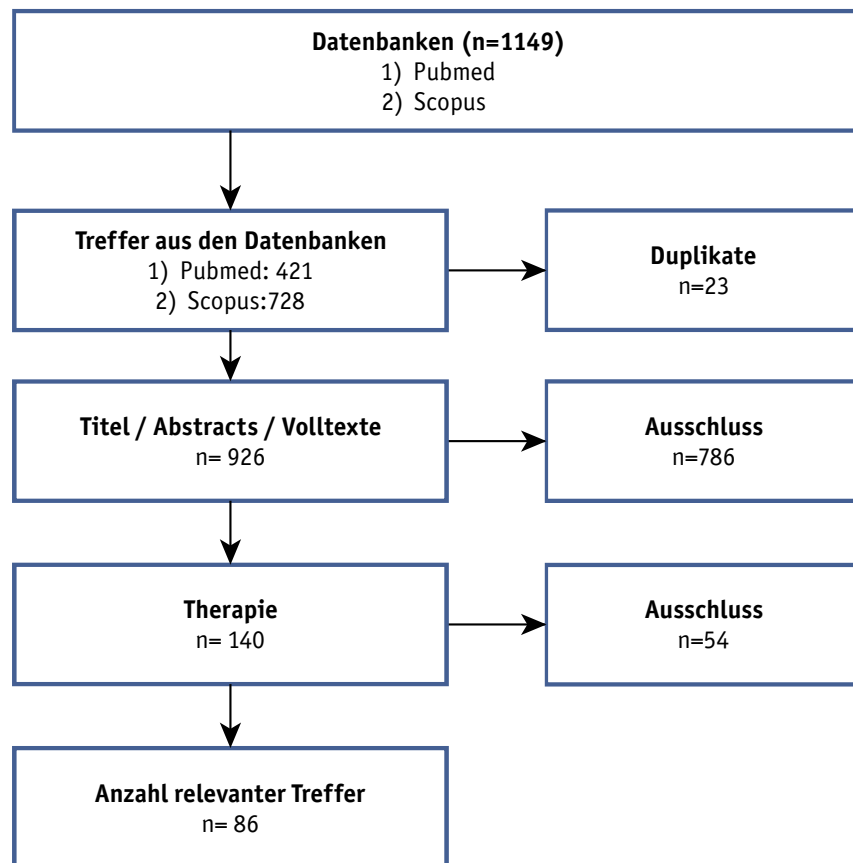 Datenbanken (n=1149)
1) Pubmed
2) Scopus
Treffer aus den Datenbanken
1) Pubmed: 421
2) Scopus:728
Duplikate
n=23
Titel / Abstracts / Volltexte
n= 926
Ausschluss
n=786
Therapie
n= 140
Ausschluss
n=54
Anzahl relevanter Treffer
n= 86